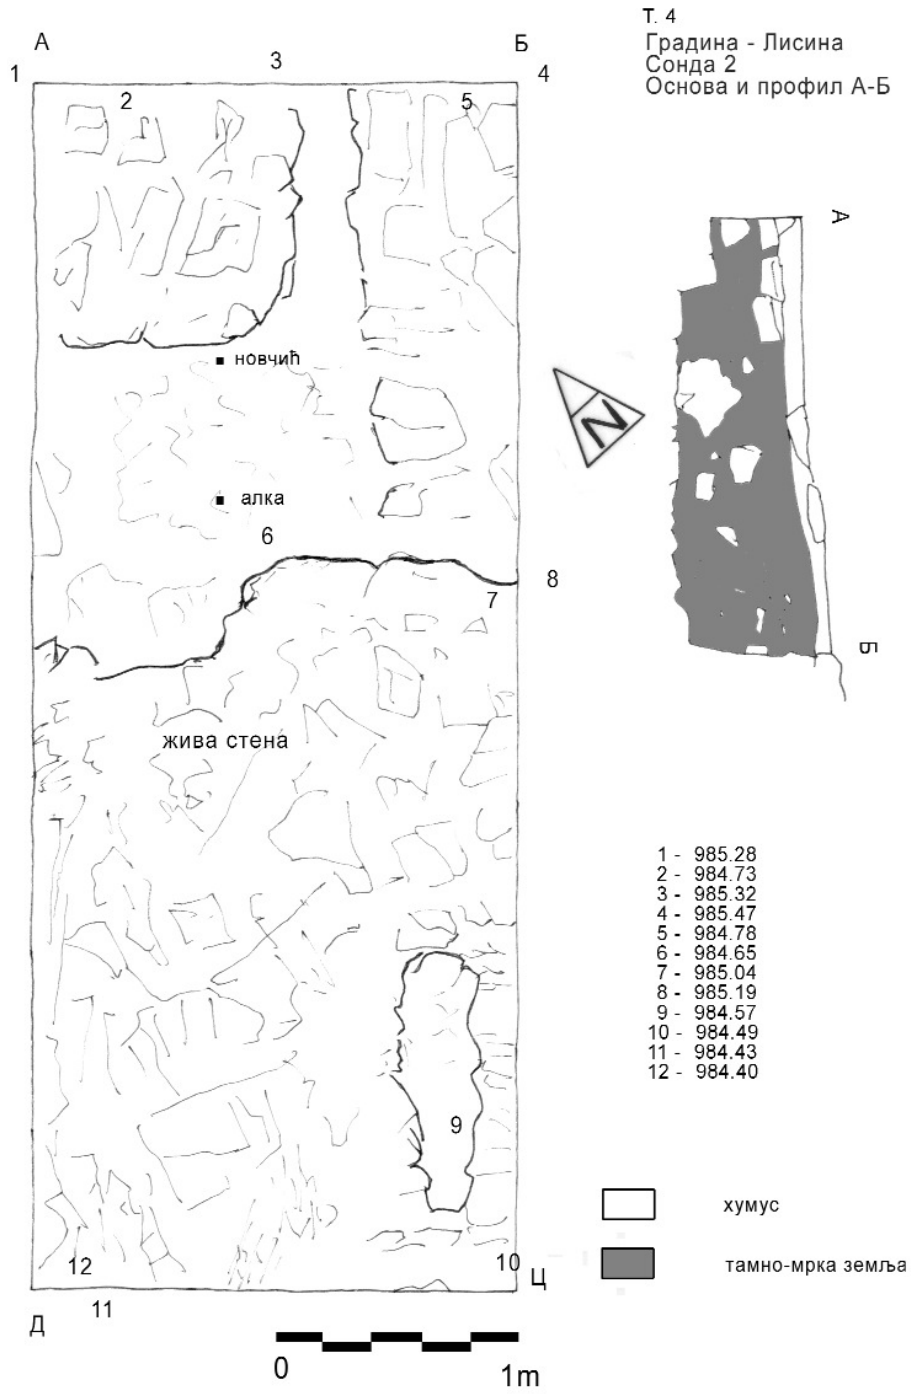 Т. 4
Градина - Лисина
Сонда 2
Основа и профил А-Б
А
Б
1
3
4
2
5
новчић
алка
6
8
7
жива стена
9
12
10
Ц
11
Д
0
1m
А
Б
N
1 - 985.28
2 - 984.73
3 - 985.32
4 - 985.47
5 - 984.78
6 - 984.65
7 - 985.04
8 - 985.19
9 - 984.57
10 - 984.49
11 - 984.43
12 - 984.40
хумус
тамно-мрка земља